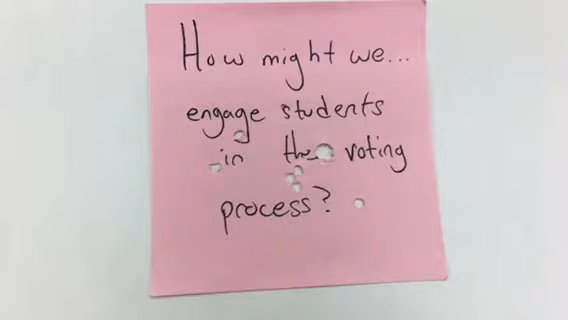 How might we...
engage students
in the voting
process?